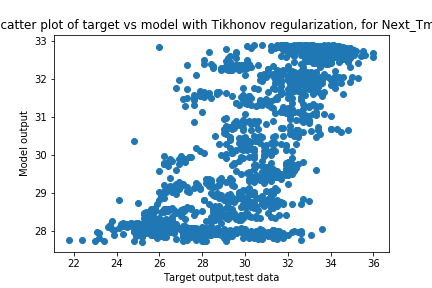 catter plot of target vs model with Tikhonov regularization, for Next_Tm
33
32
31
30
29
28
Model output
22 24 26 28 30 32 34 36
Target output,test data